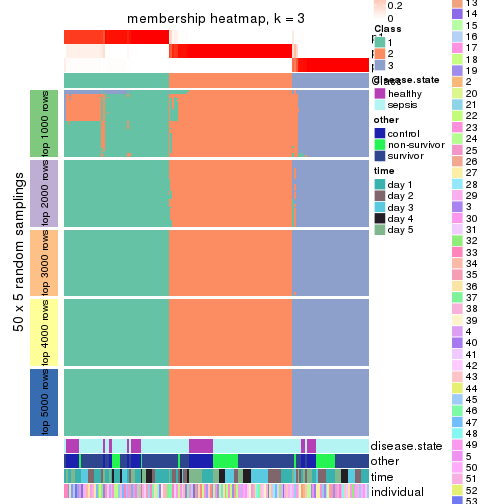 membership heatmap, k = 3
50 x 5 random samplings
top 1000 rows
top 2000 rows
top 3000 rows
top 4000 rows
top 5000 rows
disease.state
other
time
individual
0.2
0
Class
1
2
3
disease.state
healthy
sepsis
other
control
non-survivor
survivor
time
day 1
day 2
day 3
day 4
day 5
13
14
15
16
17
18
19
2
20
21
22
23
24
25
26
27
28
29
3
30
31
32
33
34
35
36
37
38
39
4
40
41
42
43
44
45
46
47
48
49
5
50
51
52
53